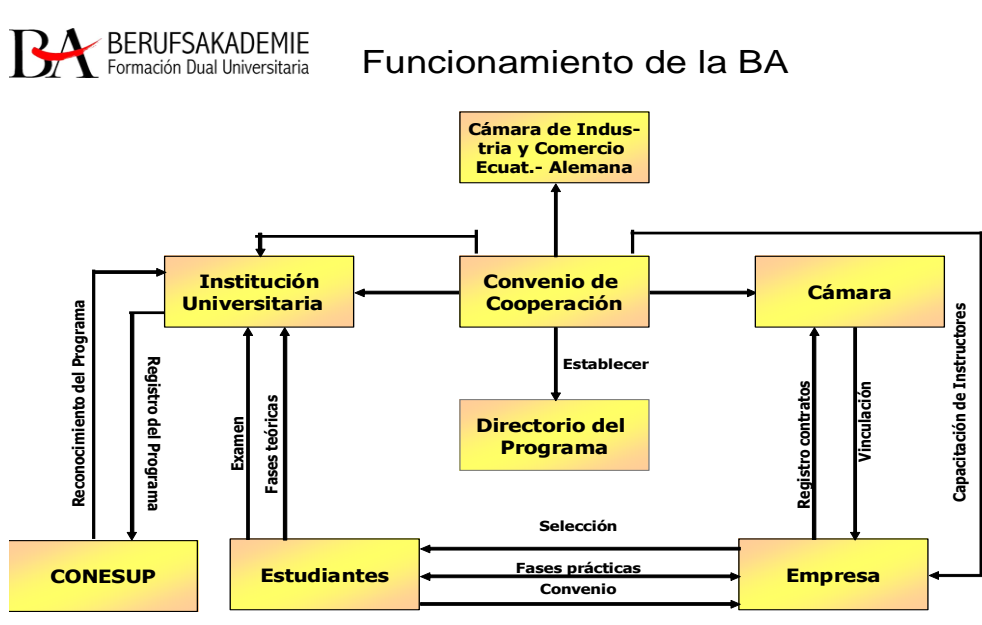 BA BERUFSAKADEMIE
Formación Dual Universitaria
Funcionamiento de la BA
Cámara de Indus-
tria y Comercio
Ecuat.- Alemana
Institución
Universitaria
Convenio de
Cooperación
Cámara
Establecer
Directorio del
Programa
Reconocimiento del Programa
Registro del Programa
Examen
Fases teóricas
Registro contratos
Vinculación
Capacitación de Instructores
Selección
Fases prácticas
Convenio
CONESUP
Estudiantes
Empresa